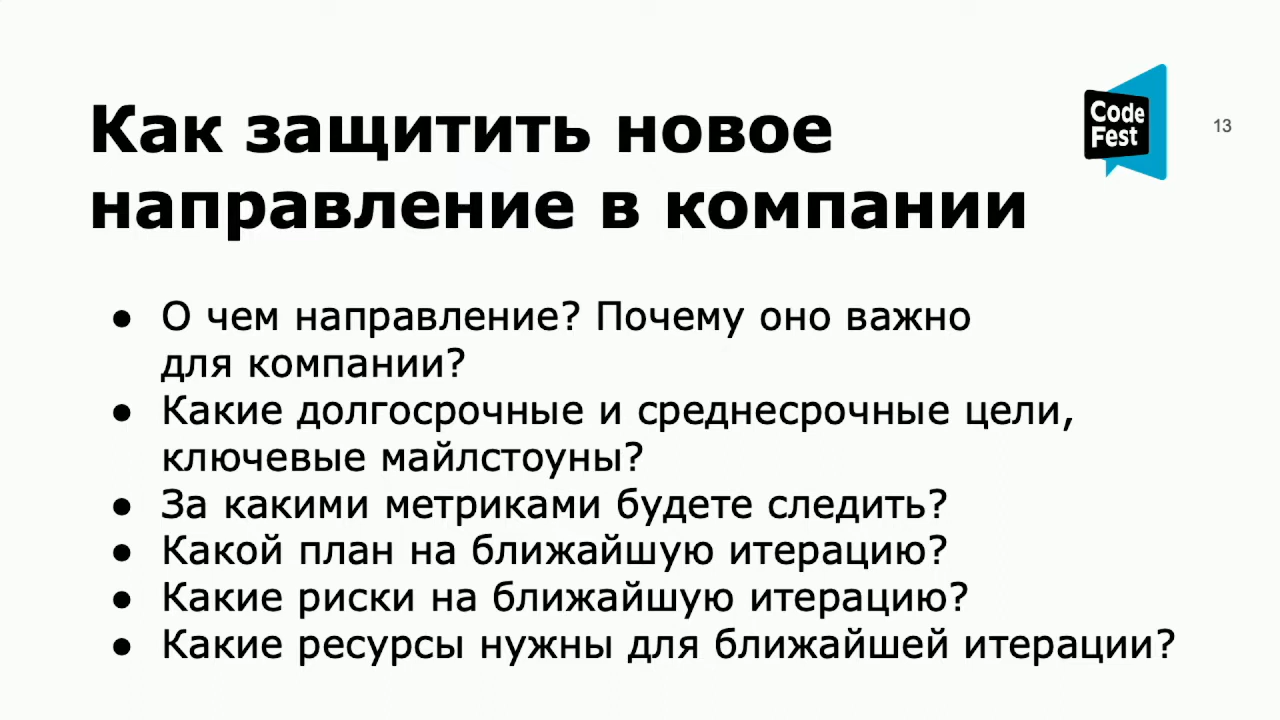 Как защитить новое
направление в компании
Code
Fest
13
● О чем направление? Почему оно важно
для компании?
● Какие долгосрочные и среднесрочные цели,
ключевые майлстоуны?
● За какими метриками будете следить?
● Какой план на ближайшую итерацию?
● Какие риски на ближайшую итерацию?
● Какие ресурсы нужны для ближайшей итерации?